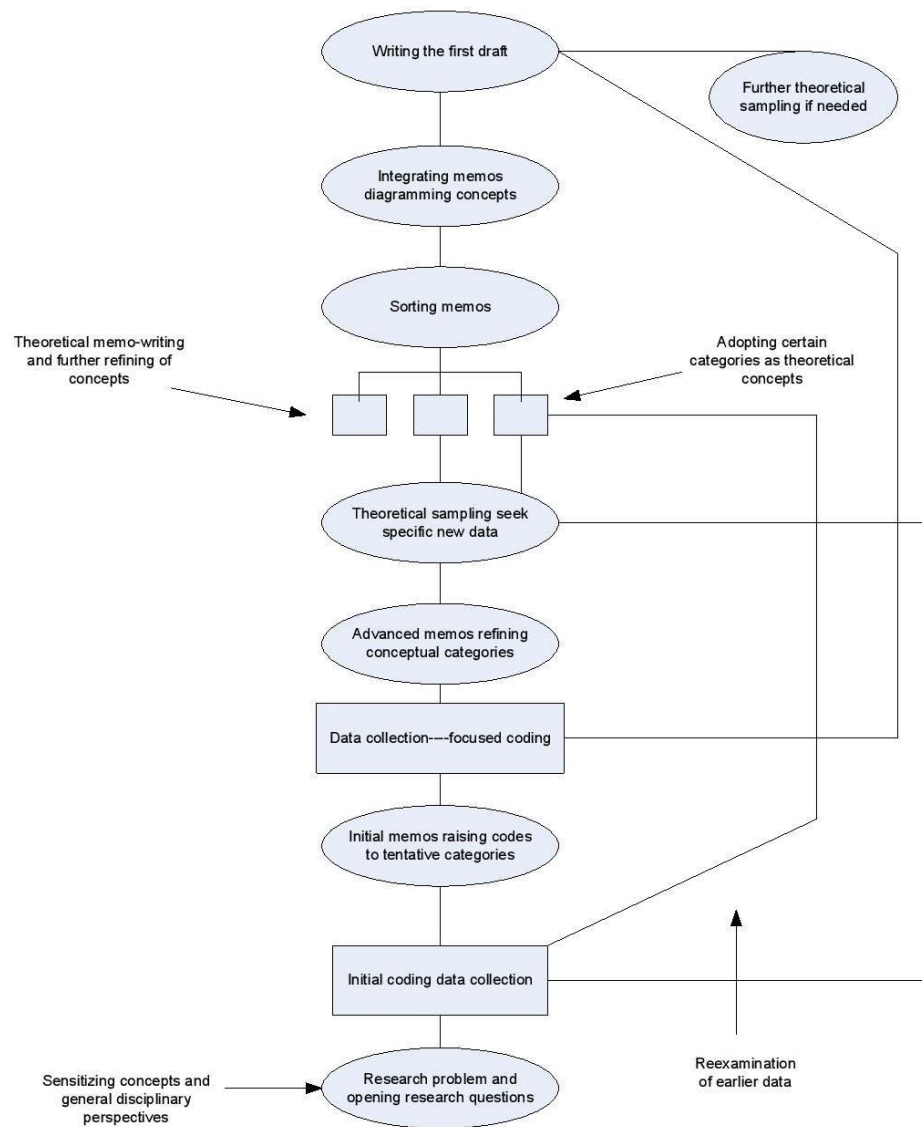 Writing the first draft
Further theoretical
sampling if needed
Integrating memos
diagramming concepts
Sorting memos
Theoretical memo-writing
and further refining of
concepts
Adopting certain
categories as theoretical
concepts
Theoretical sampling seek
specific new data
Advanced memos refining
conceptual categories
Data collection----focused coding
Initial memos raising codes
to tentative categories
Initial coding data collection
Research problem and
opening research questions
Sensitizing concepts and
general disciplinary
perspectives
Reexamination
of earlier data